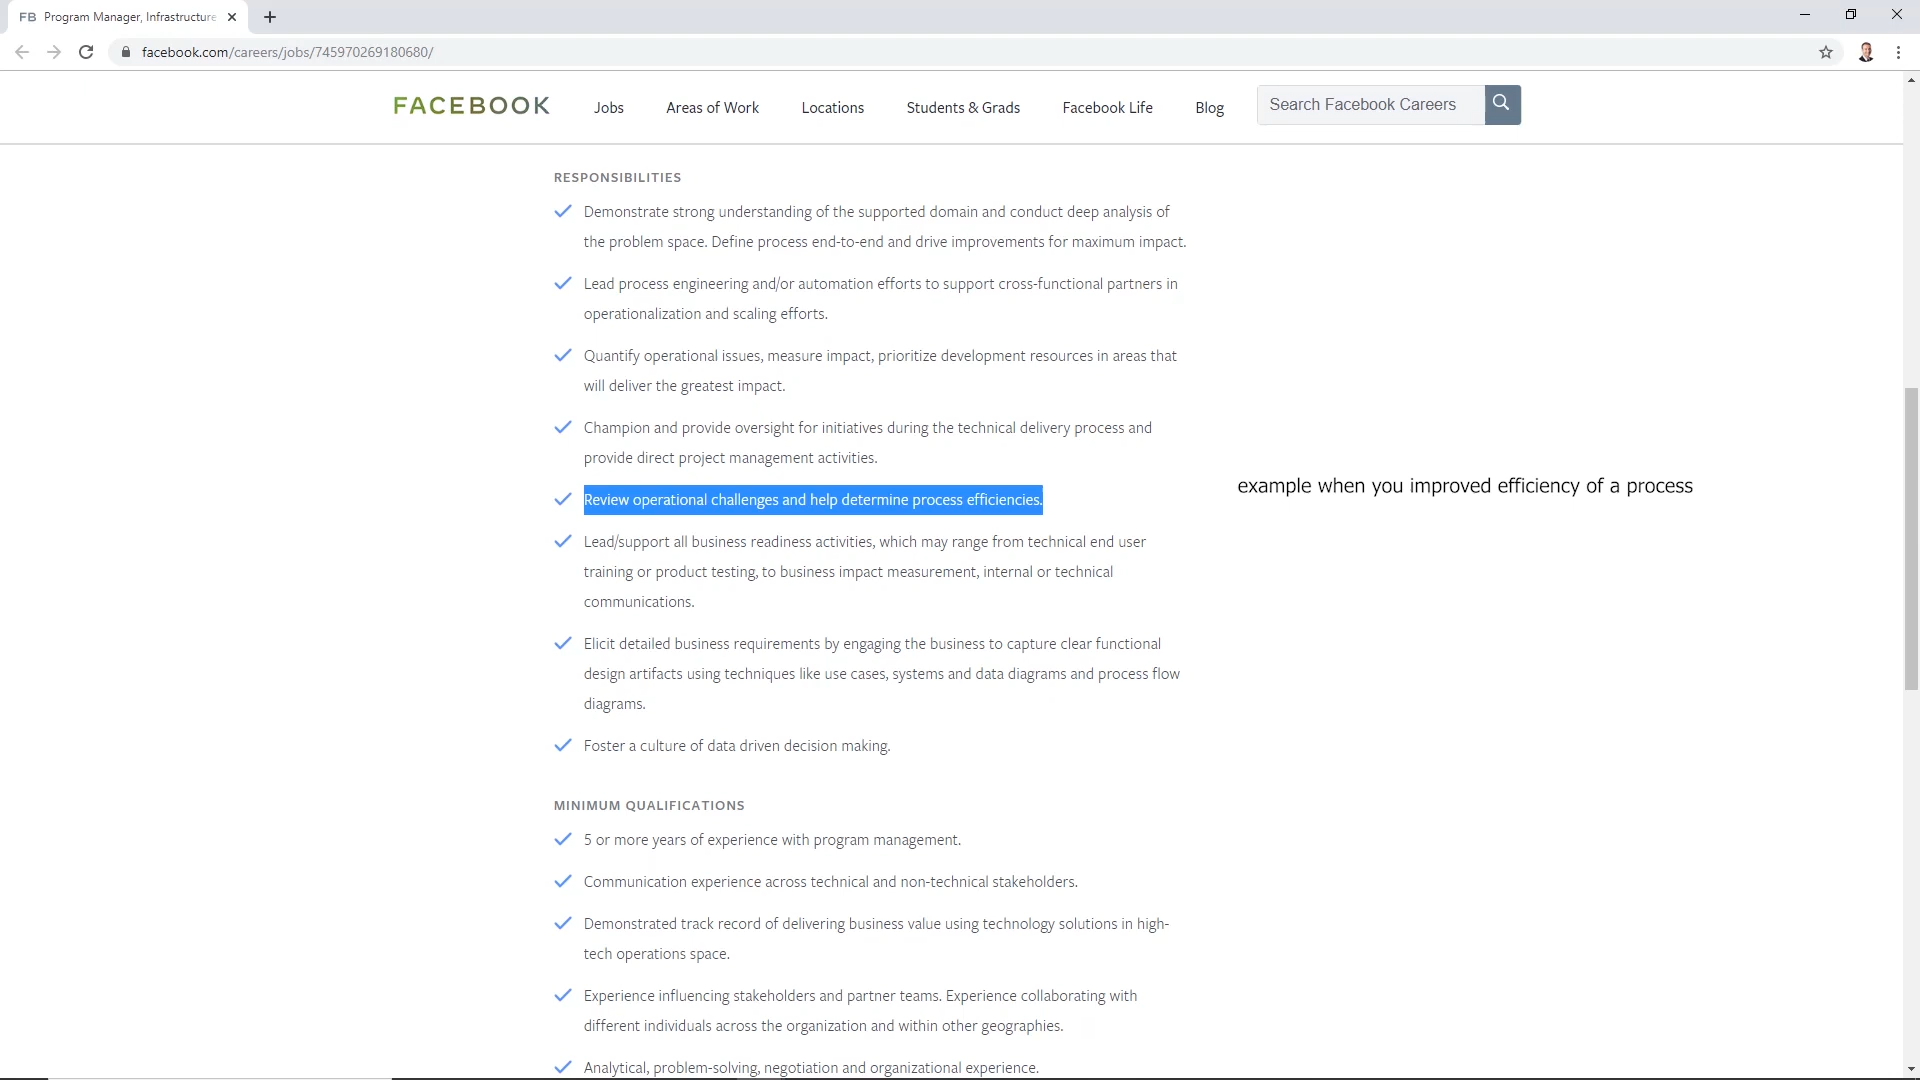 FB Program Manager, Infrastructure
facebook.com/careers/jobs/745970269180680/
FACEBOOK Jobs Areas of Work Locations Students & Grads Facebook Life Blog Search Facebook Careers
RESPONSIBILITIES
Demonstrate strong understanding of the supported domain and conduct deep analysis of
the problem space. Define process end-to-end and drive improvements for maximum impact.
Lead process engineering and/or automation efforts to support cross-functional partners in
operationalization and scaling efforts.
Quantify operational issues, measure impact, prioritize development resources in areas that
will deliver the greatest impact.
Champion and provide oversight for initiatives during the technical delivery process and
provide direct project management activities.
Review operational challenges and help determine process efficiencies.
example when you improved efficiency of a process
Lead/support all business readiness activities, which may range from technical end user
training or product testing, to business impact measurement, internal or technical
communications.
Elicit detailed business requirements by engaging the business to capture clear functional
design artifacts using techniques like use cases, systems and data diagrams and process flow
diagrams.
Foster a culture of data driven decision making.
MINIMUM QUALIFICATIONS
5 or more years of experience with program management.
Communication experience across technical and non-technical stakeholders.
Demonstrated track record of delivering business value using technology solutions in high-
tech operations space.
Experience influencing stakeholders and partner teams. Experience collaborating with
different individuals across the organization and within other geographies.
Analytical, problem-solving, negotiation and organizational experience.